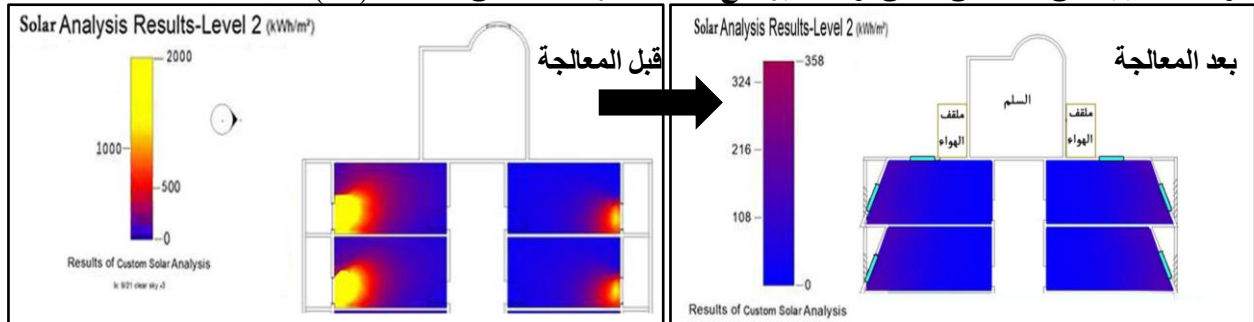 Solar Analysis Results-Level 2 (kWh/m²)
قبل المعالجة
2000
1000
500
0
Results of Custom Solar Analysis
Solar Analysis Results-Level 2 (kWh/m²)
بعد المعالجة
358
324
216
108
0
السلم
ملقف
الهواء
ملقف
الهواء
Results of Custom Solar Analysis